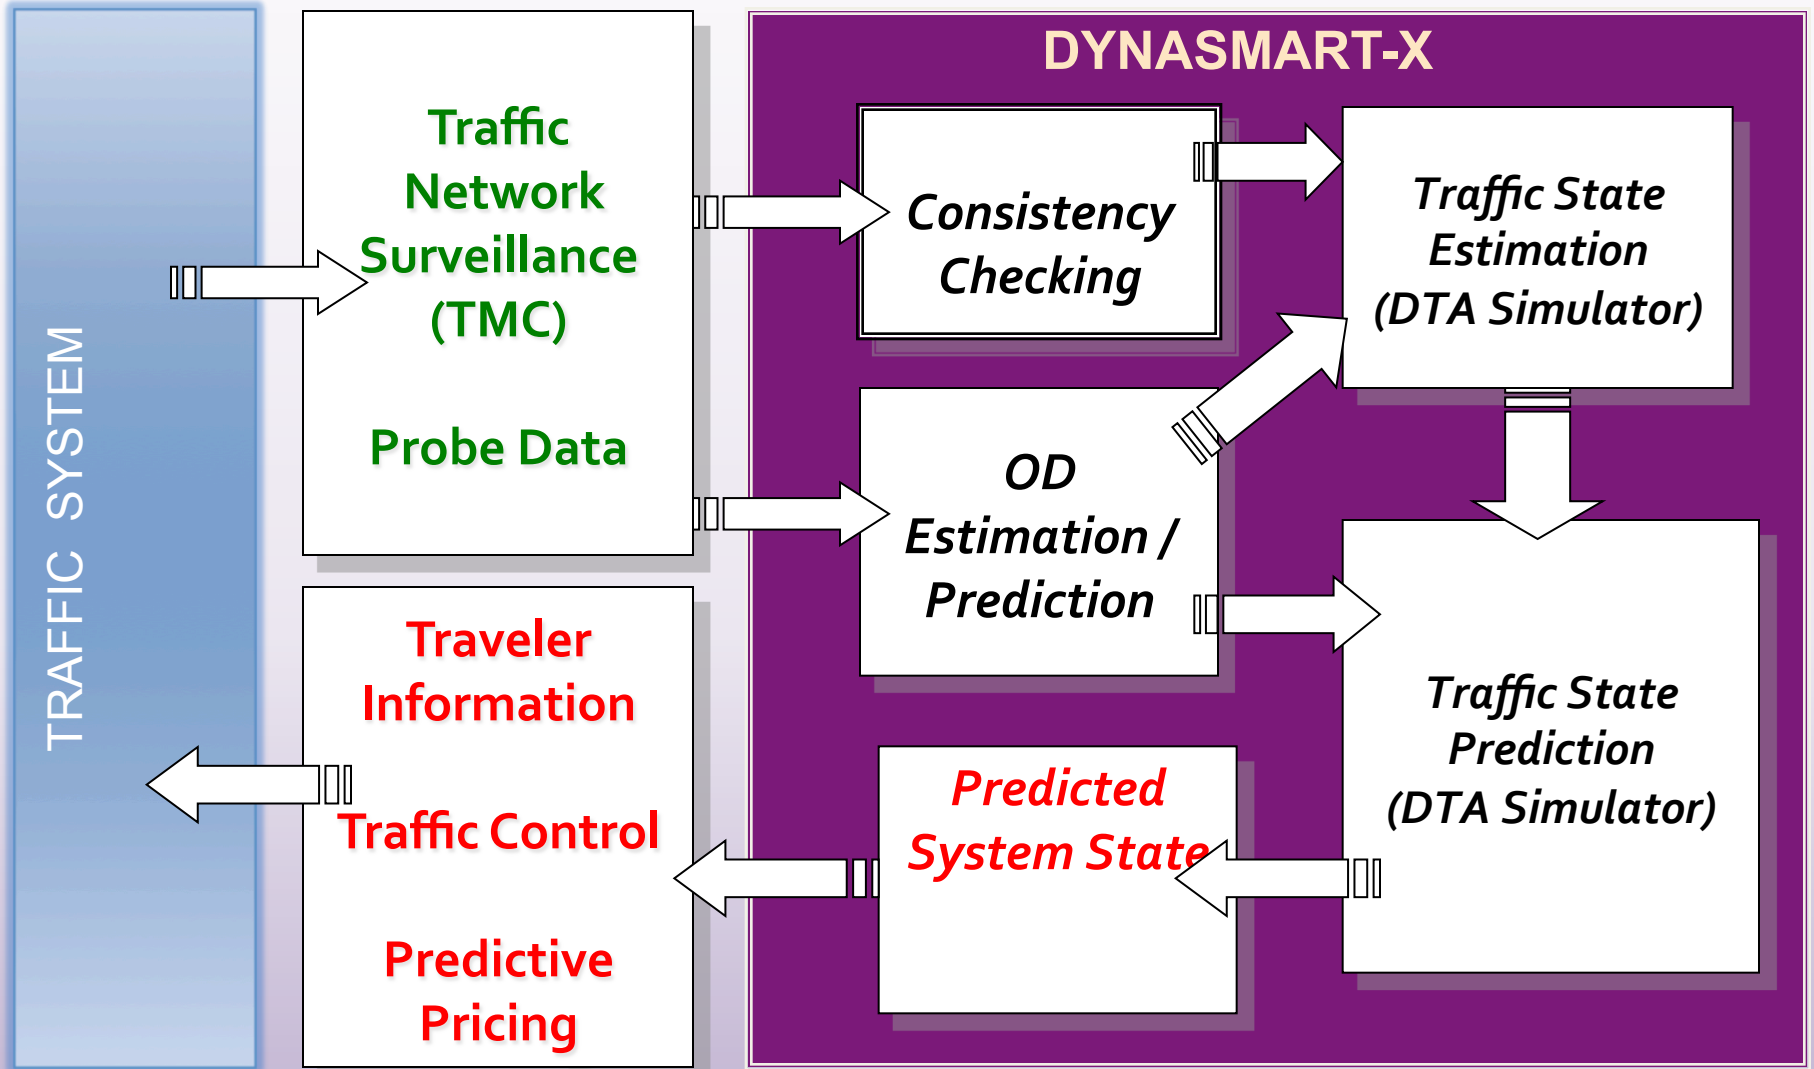 TRAFFIC SYSTEM
Traffic
Network
Surveillance
(TMC)
Probe Data
Traveler
Information
Traffic Control
Predictive
Pricing
DYNASMART-X
Consistency
Checking
Traffic State
Estimation
(DTA Simulator)
OD
Estimation /
Prediction
Traffic State
Prediction
(DTA Simulator)
Predicted
System State